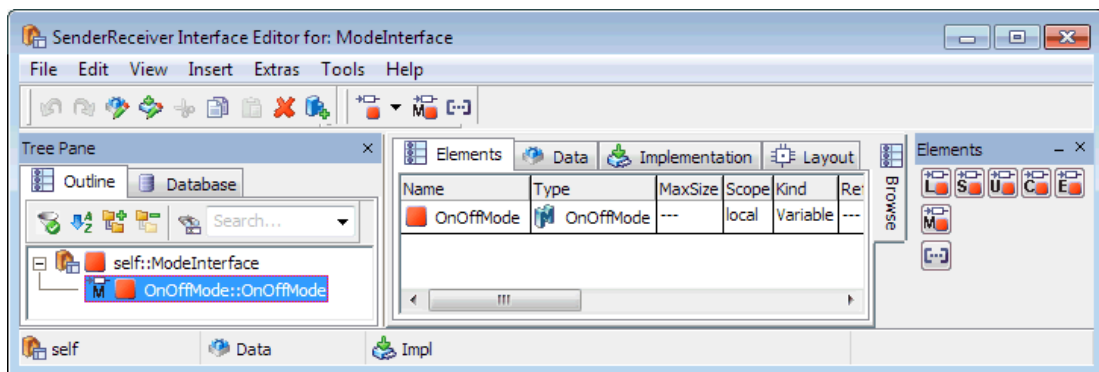 SenderReceiver Interface Editor for: ModeInterface
File Edit View Insert Extras Tools Help
Tree Pane
Outline Database
Search...
self::ModeInterface
M OnOffMode::OnOffMode
Elements Data Implementation Layout
Name Type MaxSize Scope Kind Re
OnOffMode OnOffMode --- local Variable ---
Browse
Elements
L S U C E
M
self Data Impl